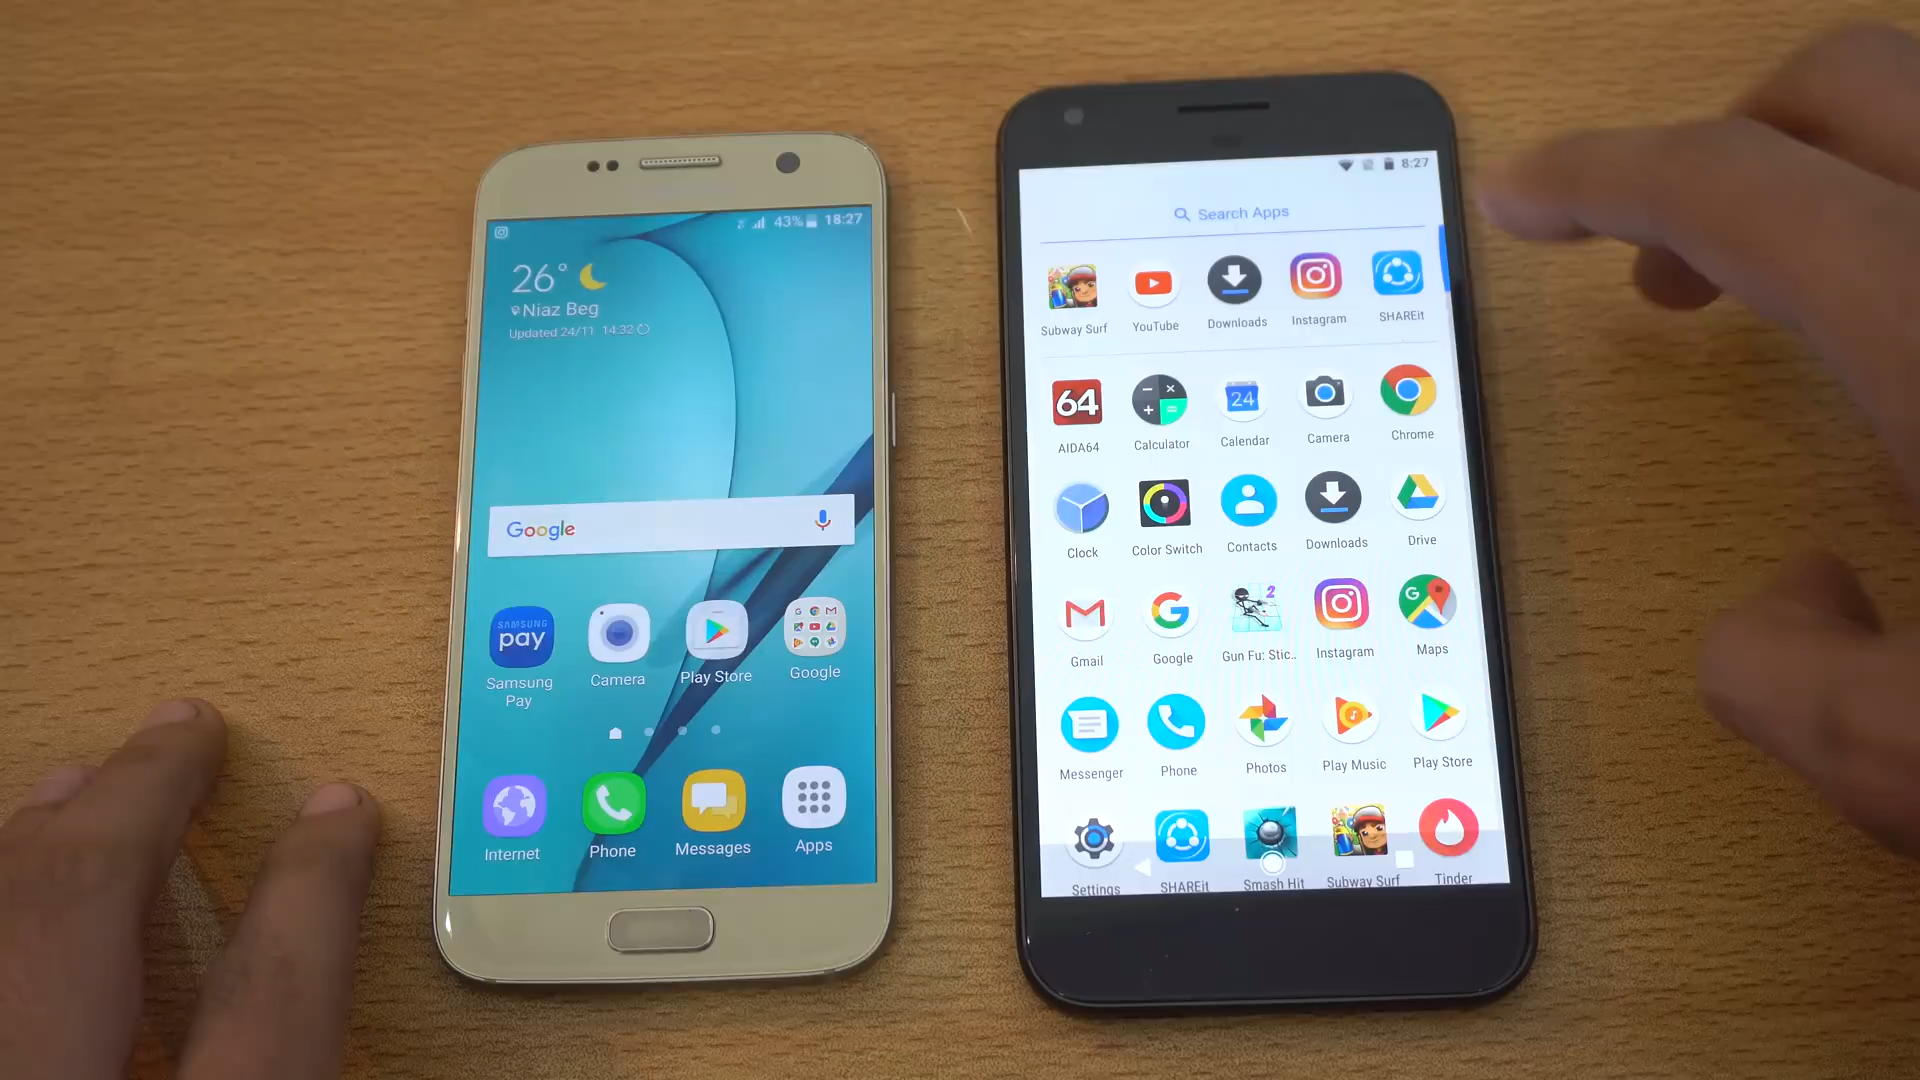 43% 18:27
26°
Niaz Beg
Updated 24/11 14:32
Google
SAMSUNG
pay
Samsung
Pay
Camera
Play Store
Google
Internet
Phone
Messages
Apps
8:27
Search Apps
Subway Surf
YouTube
Downloads
Instagram
SHAREit
64
24
AIDA64
Calculator
Calendar
Camera
Chrome
Clock
Color Switch
Contacts
Downloads
Drive
2
Gmail
Google
Gun Fu: Stic..
Instagram
Maps
Messenger
Phone
Photos
Play Music
Play Store
Settings
SHAREit
Smash Hit
Subway Surf
Tinder